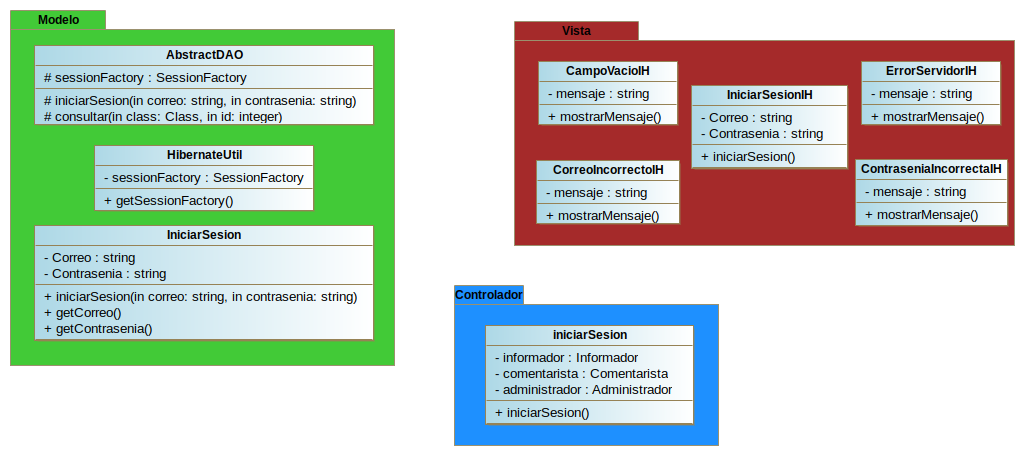 Modelo
AbstractDAO
# sessionFactory : SessionFactory
# iniciarSesion(in correo: string, in contrasenia: string)
# consultar(in class: Class, in id: integer)
HibernateUtil
- sessionFactory : SessionFactory
+ getSessionFactory()
IniciarSesion
- Correo : string
- Contrasenia : string
+ iniciarSesion(in correo: string, in contrasenia: string)
+ getCorreo()
+ getContrasenia()
Vista
CampoVacioIH
- mensaje : string
+ mostrarMensaje()
IniciarSesionIH
- Correo : string
- Contrasenia : string
+ iniciarSesion()
ErrorServidorIH
- mensaje : string
+ mostrarMensaje()
CorreoIncorrectoIH
- mensaje : string
+ mostrarMensaje()
ContraseniaIncorrectaIH
- mensaje : string
+ mostrarMensaje()
Controlador
iniciarSesion
- informador : Informador
- comentarista : Comentarista
- administrador : Administrador
+ iniciarSesion()